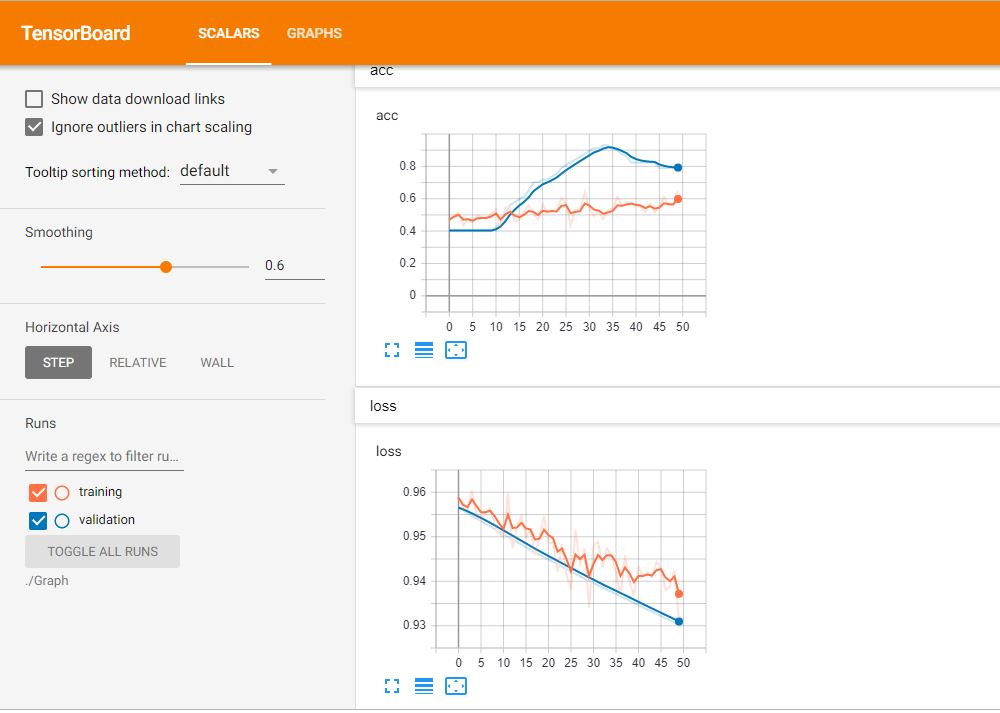 TensorBoard SCALARS GRAPHS
Show data download links
Ignore outliers in chart scaling
Tooltip sorting method: default
Smoothing
0.6
Horizontal Axis
STEP RELATIVE WALL
Runs
Write a regex to filter ru...
training
validation
TOGGLE ALL RUNS
./Graph
acc
acc
0.8
0.6
0.4
0.2
0
0 5 10 15 20 25 30 35 40 45 50
loss
loss
0.96
0.95
0.94
0.93
0 5 10 15 20 25 30 35 40 45 50